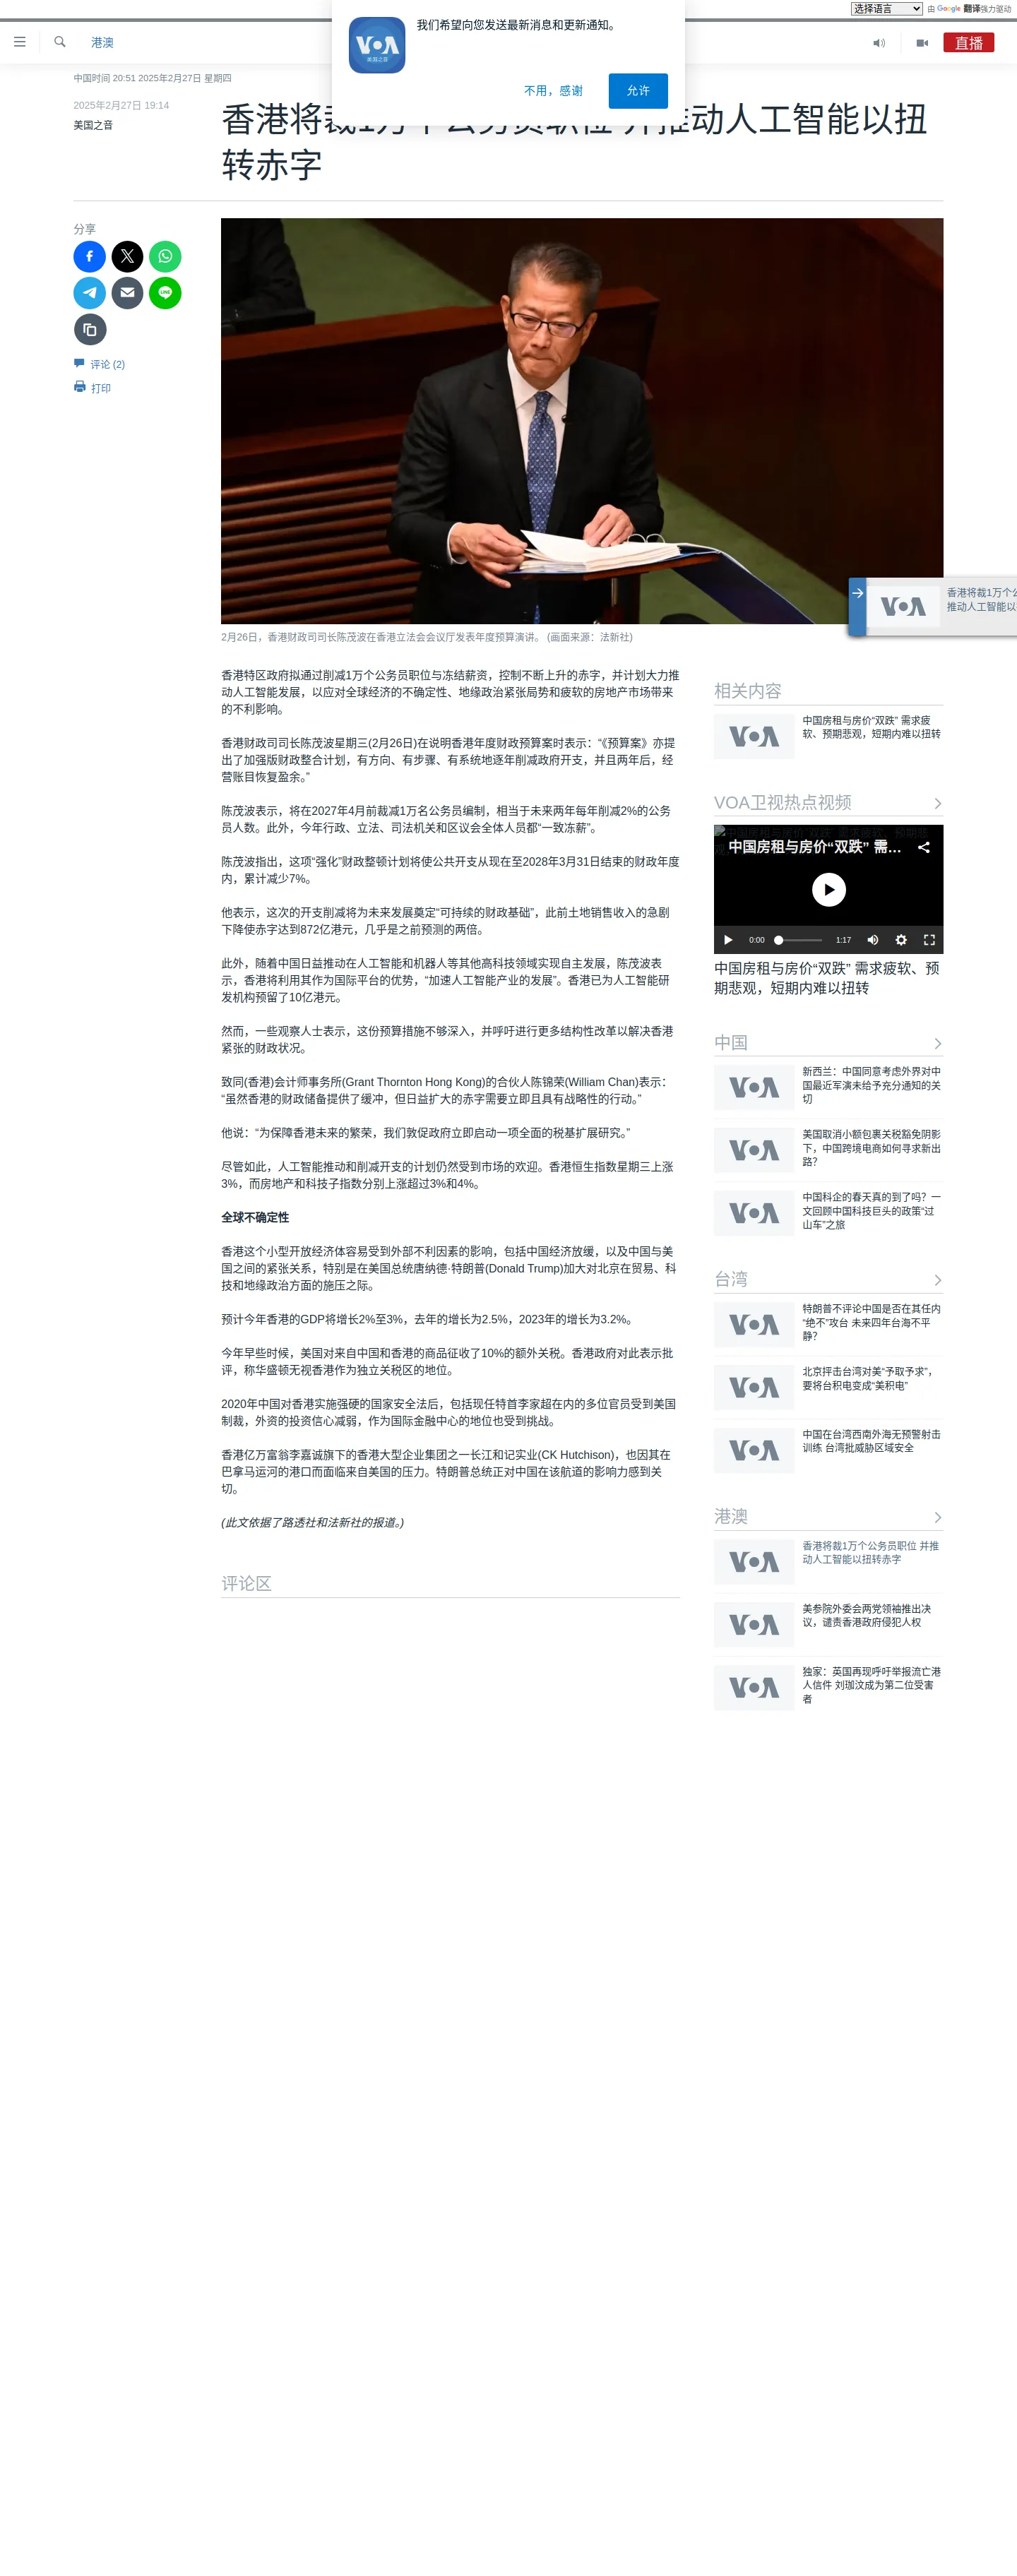 选择语言
由 Google 翻译强力驱动
我们希望向您发送最新消息和更新通知。
VOA
美国之音
不用，感谢
允许
港澳
直播
中国时间 20:51 2025年2月27日 星期四
2025年2月27日 19:14
美国之音
香港将裁1万个公务员职位 并推动人工智能以扭
转赤字
分享
评论 (2)
打印
2月26日，香港财政司司长陈茂波在香港立法会会议厅发表年度预算演讲。 (画面来源：法新社)
VOA
香港将裁1万个公
推动人工智能以
香港特区政府拟通过削减1万个公务员职位与冻结薪资，控制不断上升的赤字，并计划大力推
动人工智能发展，以应对全球经济的不确定性、地缘政治紧张局势和疲软的房地产市场带来
的不利影响。
香港财政司司长陈茂波星期三(2月26日)在说明香港年度财政预算案时表示：“《预算案》亦提
出了加强版财政整合计划，有方向、有步骤、有系统地逐年削减政府开支，并且两年后，经
营账目恢复盈余。”
陈茂波表示，将在2027年4月前裁减1万名公务员编制，相当于未来两年每年削减2%的公务
员人数。此外，今年行政、立法、司法机关和区议会全体人员都“一致冻薪”。
陈茂波指出，这项“强化”财政整顿计划将使公共开支从现在至2028年3月31日结束的财政年度
内，累计减少7%。
他表示，这次的开支削减将为未来发展奠定“可持续的财政基础”，此前土地销售收入的急剧
下降使赤字达到872亿港元，几乎是之前预测的两倍。
此外，随着中国日益推动在人工智能和机器人等其他高科技领域实现自主发展，陈茂波表
示，香港将利用其作为国际平台的优势，“加速人工智能产业的发展”。香港已为人工智能研
发机构预留了10亿港元。
然而，一些观察人士表示，这份预算措施不够深入，并呼吁进行更多结构性改革以解决香港
紧张的财政状况。
致同(香港)会计师事务所(Grant Thornton Hong Kong)的合伙人陈锦荣(William Chan)表示：
“虽然香港的财政储备提供了缓冲，但日益扩大的赤字需要立即且具有战略性的行动。”
他说：“为保障香港未来的繁荣，我们敦促政府立即启动一项全面的税基扩展研究。”
尽管如此，人工智能推动和削减开支的计划仍然受到市场的欢迎。香港恒生指数星期三上涨
3%，而房地产和科技子指数分别上涨超过3%和4%。
全球不确定性
香港这个小型开放经济体容易受到外部不利因素的影响，包括中国经济放缓，以及中国与美
国之间的紧张关系，特别是在美国总统唐纳德·特朗普(Donald Trump)加大对北京在贸易、科
技和地缘政治方面的施压之际。
预计今年香港的GDP将增长2%至3%，去年的增长为2.5%，2023年的增长为3.2%。
今年早些时候，美国对来自中国和香港的商品征收了10%的额外关税。香港政府对此表示批
评，称华盛顿无视香港作为独立关税区的地位。
2020年中国对香港实施强硬的国家安全法后，包括现任特首李家超在内的多位官员受到美国
制裁，外资的投资信心减弱，作为国际金融中心的地位也受到挑战。
香港亿万富翁李嘉诚旗下的香港大型企业集团之一长江和记实业(CK Hutchison)，也因其在
巴拿马运河的港口而面临来自美国的压力。特朗普总统正对中国在该航道的影响力感到关
切。
(此文依据了路透社和法新社的报道。)
评论区
相关内容
VOA
中国房租与房价“双跌” 需求疲
软、预期悲观，短期内难以扭转
VOA卫视热点视频
中国房租与房价“双跌” 需求疲软、预期悲
中国房租与房价“双跌” 需...
0:00
1:17
中国房租与房价“双跌” 需求疲软、预
期悲观，短期内难以扭转
中国
VOA
新西兰：中国同意考虑外界对中
国最近军演未给予充分通知的关
切
VOA
美国取消小额包裹关税豁免阴影
下，中国跨境电商如何寻求新出
路？
VOA
中国科企的春天真的到了吗？一
文回顾中国科技巨头的政策“过
山车”之旅
台湾
VOA
特朗普不评论中国是否在其任内
“绝不”攻台 未来四年台海不平
静？
VOA
北京抨击台湾对美“予取予求”，
要将台积电变成“美积电”
VOA
中国在台湾西南外海无预警射击
训练 台湾批威胁区域安全
港澳
VOA
香港将裁1万个公务员职位 并推
动人工智能以扭转赤字
VOA
美参院外委会两党领袖推出决
议，谴责香港政府侵犯人权
VOA
独家：英国再现呼吁举报流亡港
人信件 刘珈汶成为第二位受害
者